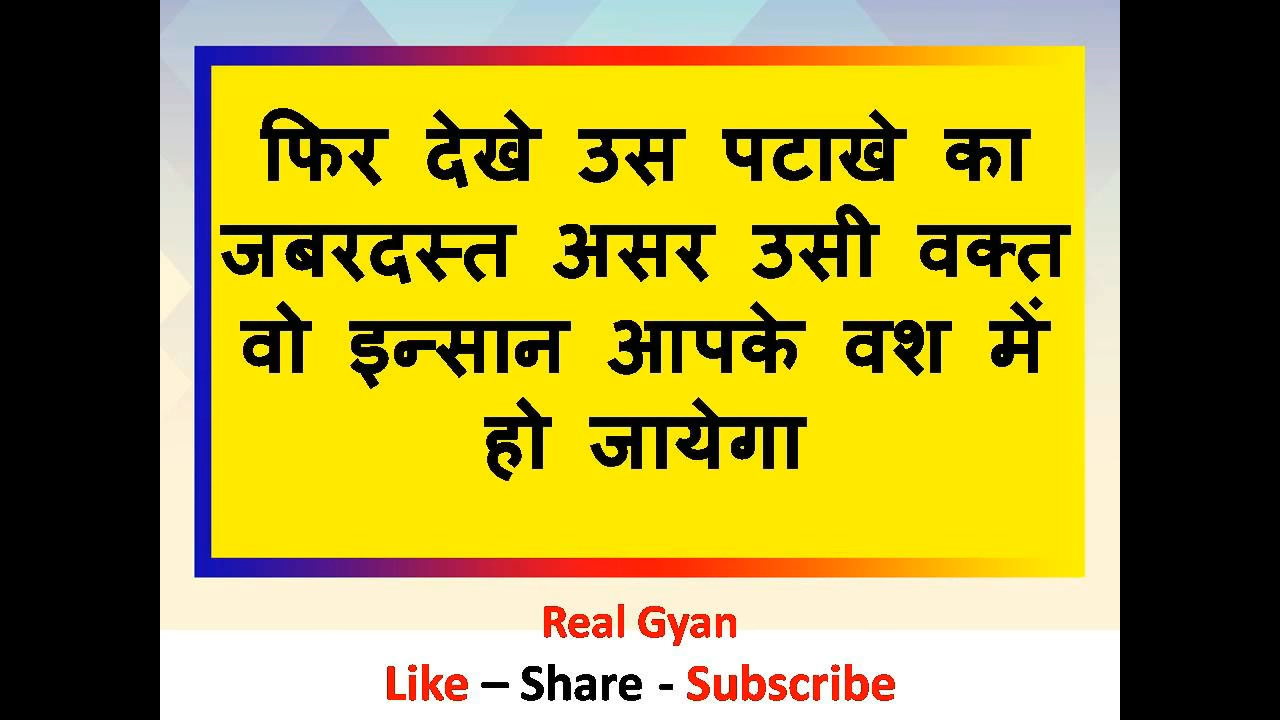 फिर देखे उस पटाखे का
जबरदस्त असर उसी वक्त
वो इन्सान आपके वश में
हो जायेगा
Real Gyan
Like – Share - Subscribe